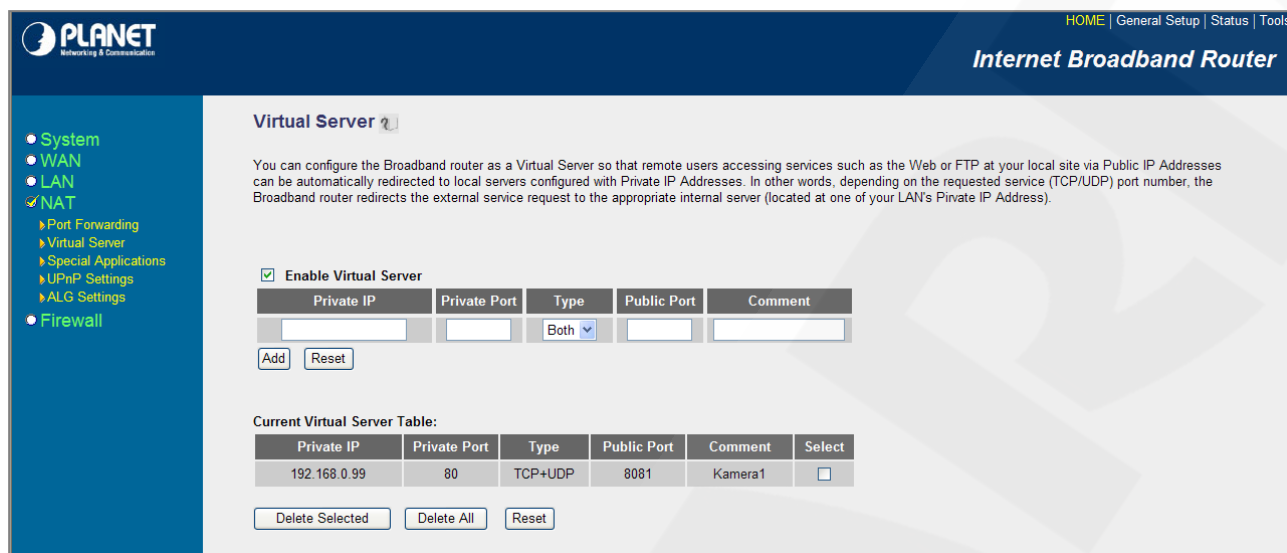 PLANET
Networking & Communication
HOME | General Setup | Status | Tools
Internet Broadband Router
System
WAN
LAN
NAT
Port Forwarding
Virtual Server
Special Applications
UPnP Settings
ALG Settings
Firewall
Virtual Server
You can configure the Broadband router as a Virtual Server so that remote users accessing services such as the Web or FTP at your local site via Public IP Addresses
can be automatically redirected to local servers configured with Private IP Addresses. In other words, depending on the requested service (TCP/UDP) port number, the
Broadband router redirects the external service request to the appropriate internal server (located at one of your LAN's Pivate IP Address).
Enable Virtual Server
Private IP Private Port Type Public Port Comment
Both
Add Reset
Current Virtual Server Table:
Private IP Private Port Type Public Port Comment Select
192.168.0.99 80 TCP+UDP 8081 Kamera1
Delete Selected Delete All Reset